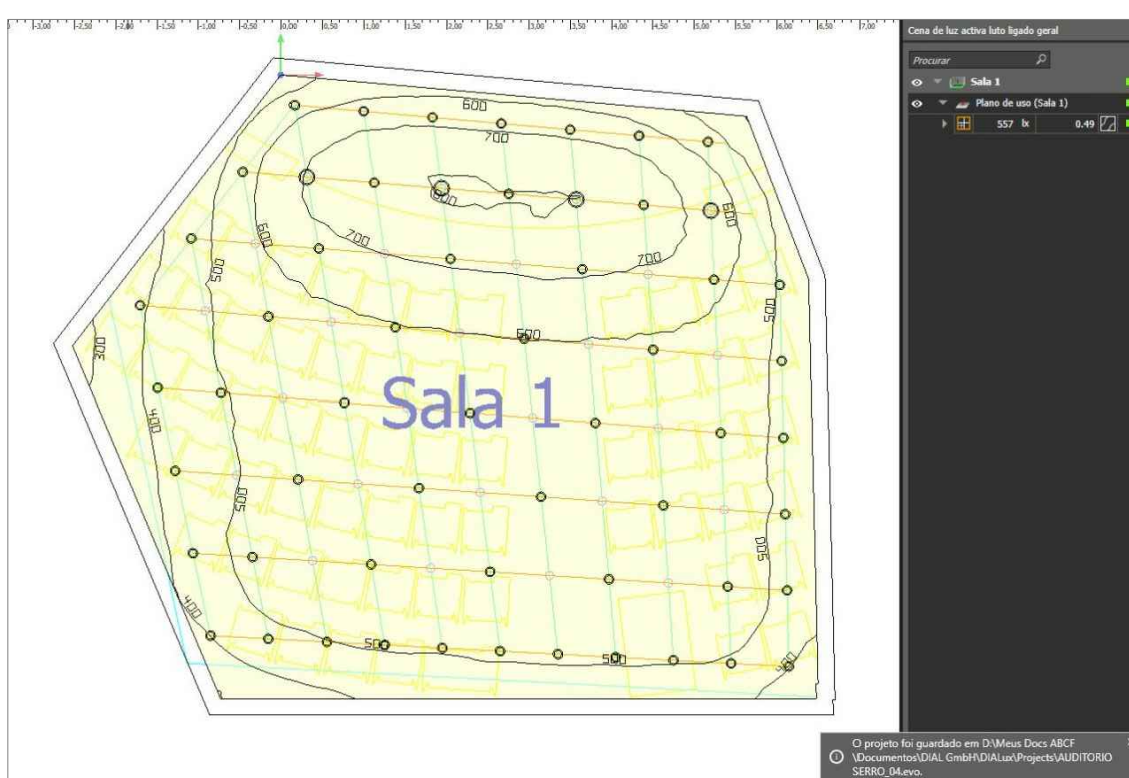 -3,00 -2,50 -2,00 -1,50 -1,00 -0,50 0,00 0,50 1,00 1,50 2,00 2,50 3,00 3,50 4,00 4,50 5,00 5,50 6,00 6,50 7,00
Cena de luz activa luto ligado geral
Procurar
Sala 1
Plano de uso (Sala 1)
557 lx 0.49
600
700
800
600
600
700
700
500
500
600
300
Sala 1
400
500
500
400
500
500
400
O projeto foi guardado em D:\Meus Docs ABCF
\Documentos\DIAL GmbH\DIALux\Projects\AUDITORIO
SERRO_04.evo.